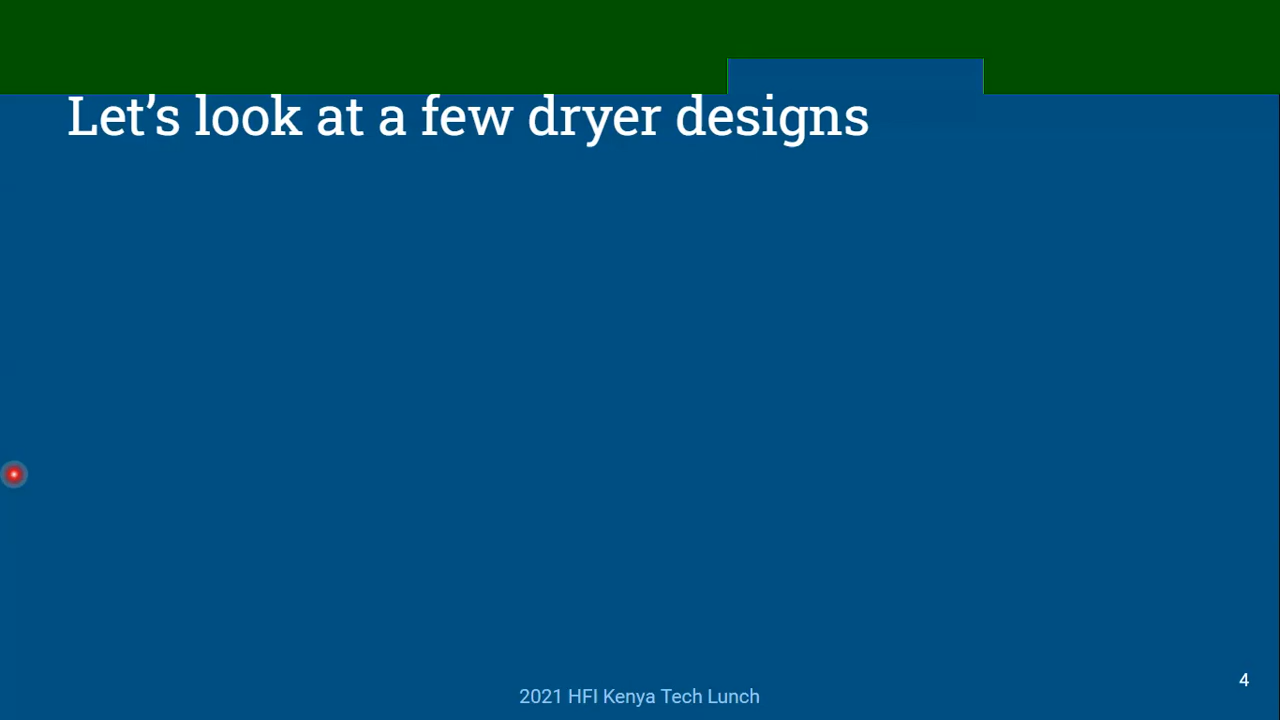 Let’s look at a few dryer designs
4
2021 HFI Kenya Tech Lunch